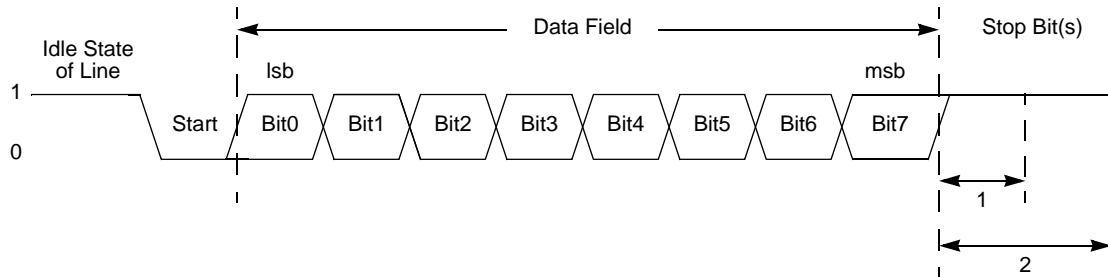 Data Field
Stop Bit(s)
Idle State
of Line
lsb
msb
1
Start
Bit0
Bit1
Bit2
Bit3
Bit4
Bit5
Bit6
Bit7
0
1
2